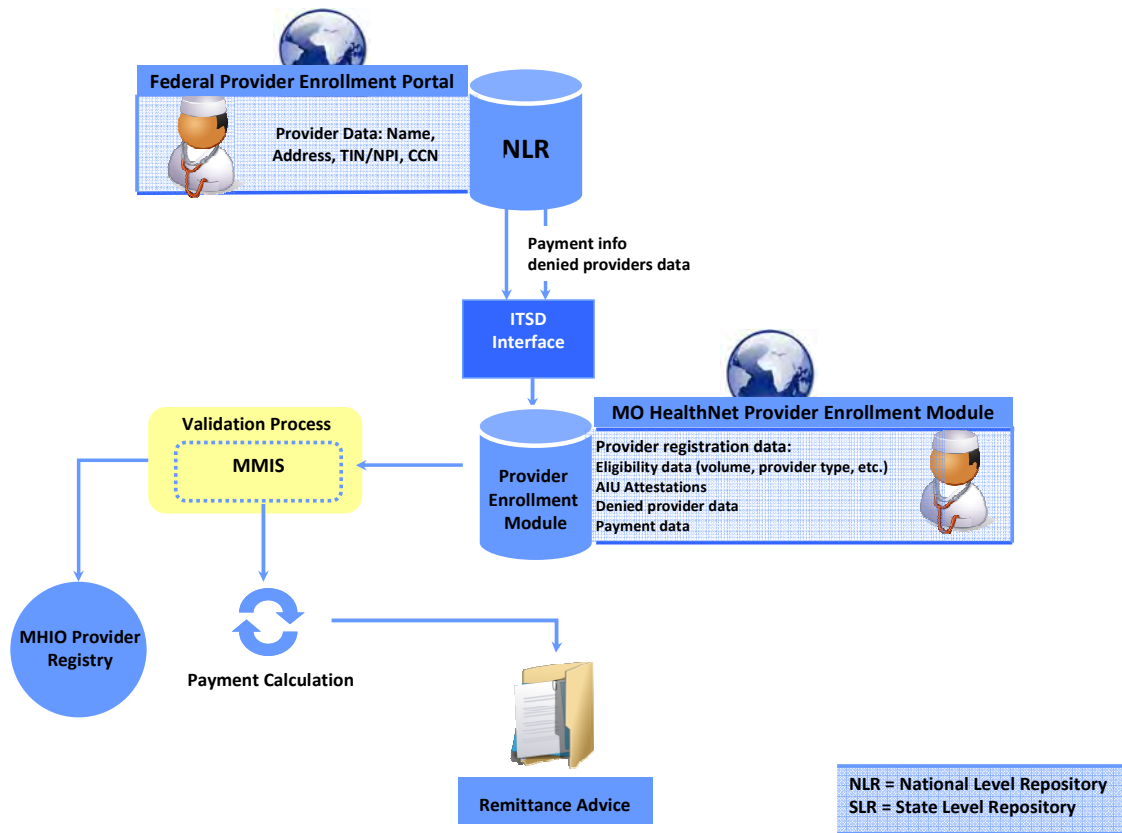 Federal Provider Enrollment Portal
Provider Data: Name,
Address, TIN/NPI, CCN
NLR
Payment info
denied providers data
ITSD
Interface
MO HealthNet Provider Enrollment Module
Provider registration data:
Eligibility data (volume, provider type, etc.)
AIU Attestations
Denied provider data
Payment data
Provider
Enrollment
Module
Validation Process
MMIS
MHIO Provider
Registry
Payment Calculation
Remittance Advice
NLR = National Level Repository
SLR = State Level Repository